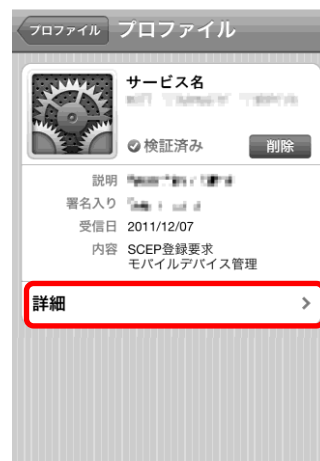 プロファイル
プロファイル
サービス名
検証済み
削除
説明
署名入り
受信日 2011/12/07
内容 SCEP登録要求
モバイルデバイス管理
詳細